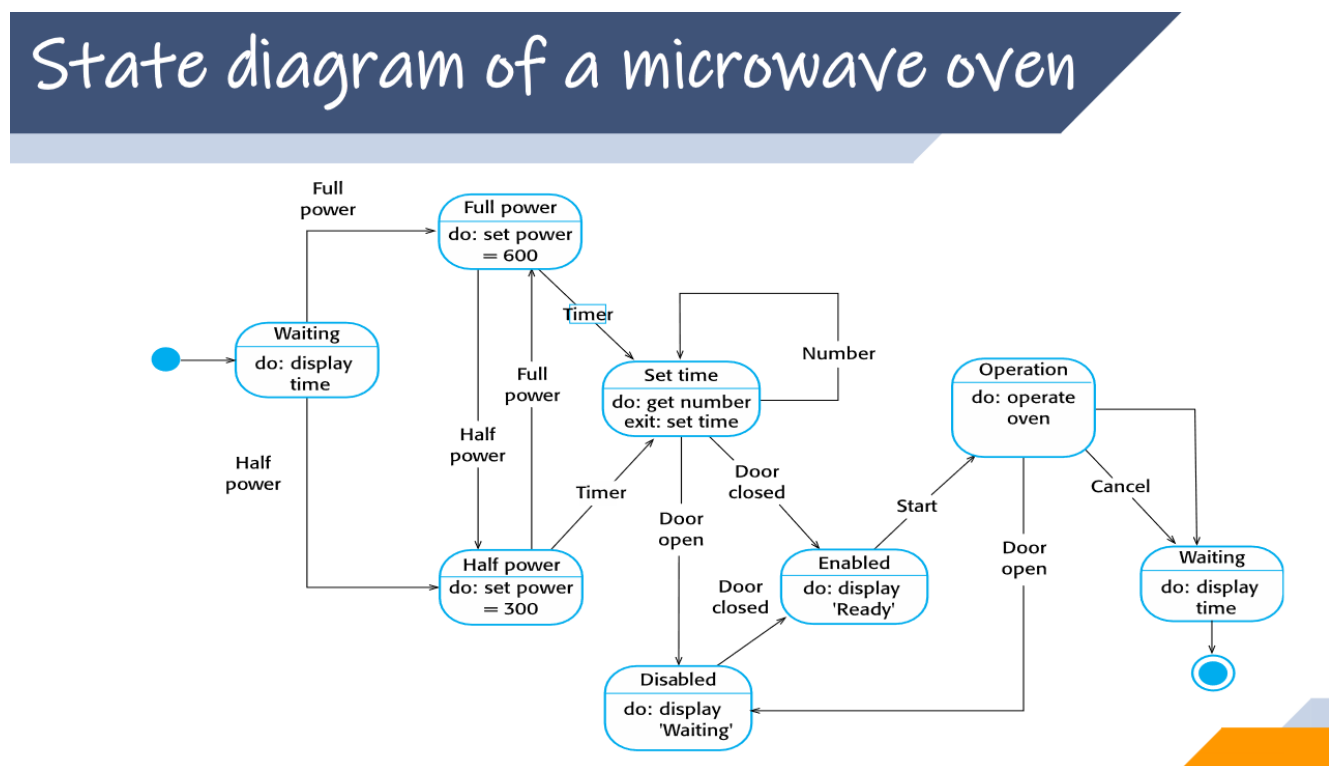 State diagram of a microwave oven
Full
power
Full power
do: set power
= 600
Timer
Waiting
do: display
time
Full
power
Number
Set time
do: get number
exit: set time
Operation
do: operate
oven
Half
power
Half
power
Timer
Door
closed
Door
open
Start
Cancel
Door
open
Half power
do: set power
= 300
Enabled
do: display
'Ready'
Door
closed
Waiting
do: display
time
Disabled
do: display
'Waiting'